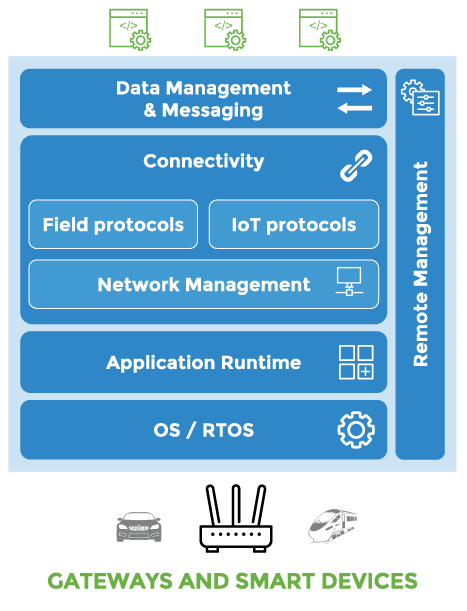 </>
</>
</>
Data Management
& Messaging
Connectivity
Field protocols
IoT protocols
Network Management
Application Runtime
OS / RTOS
Remote Management
GATEWAYS AND SMART DEVICES